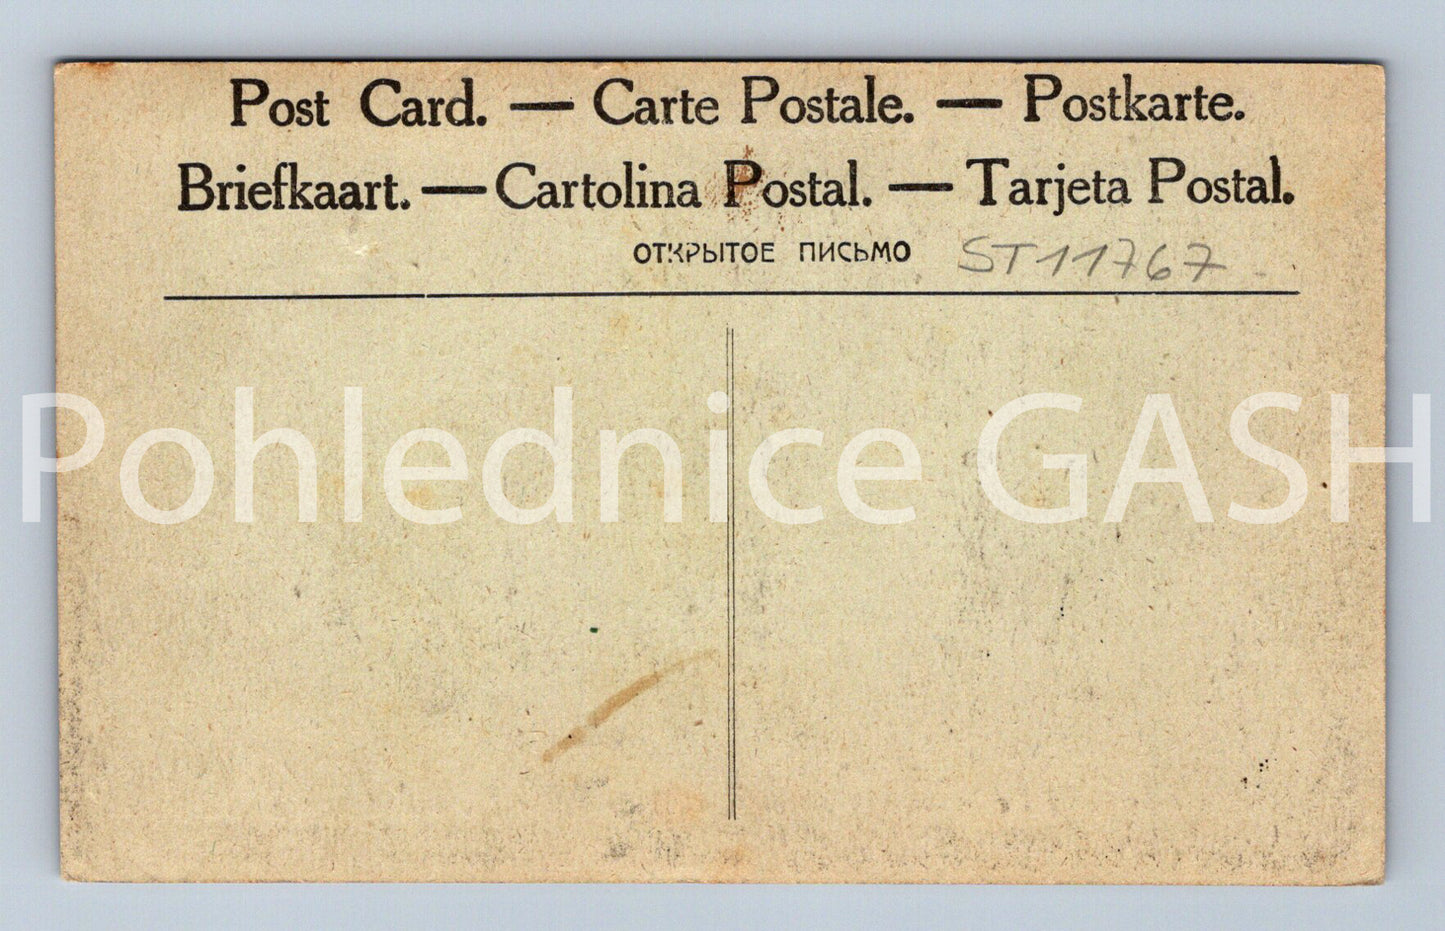 Post Card. — Carte Postale. — Postkarte.
Briefkaart. — Cartolina Postal. — Tarjeta Postal.
ОТКРЫТОЕ ПИСЬМО ST11767
Pohlednice GASH